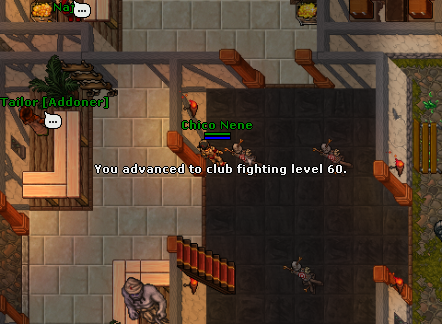 Tailor [Addoner]
Chico Nene
You advanced to club fighting level 60.